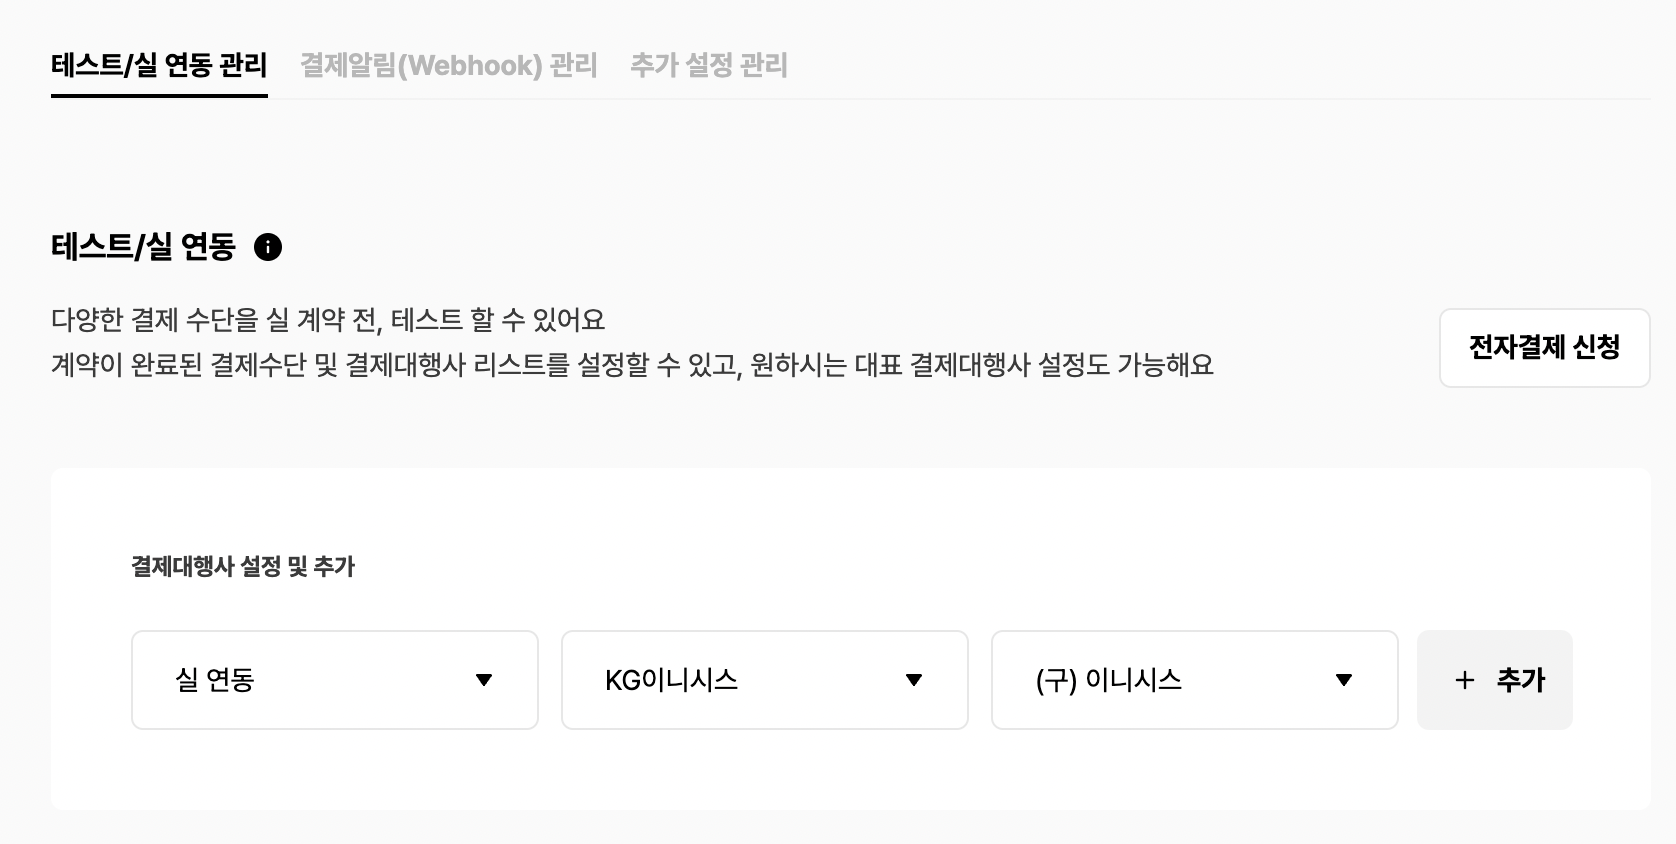 테스트/실 연동 관리 결제알림(Webhook) 관리 추가 설정 관리
테스트/실 연동
다양한 결제 수단을 실 계약 전, 테스트 할 수 있어요
계약이 완료된 결제수단 및 결제대행사 리스트를 설정할 수 있고, 원하시는 대표 결제대행사 설정도 가능해요
전자결제 신청
결제대행사 설정 및 추가
실 연동 KG이니시스 (구) 이니시스 + 추가